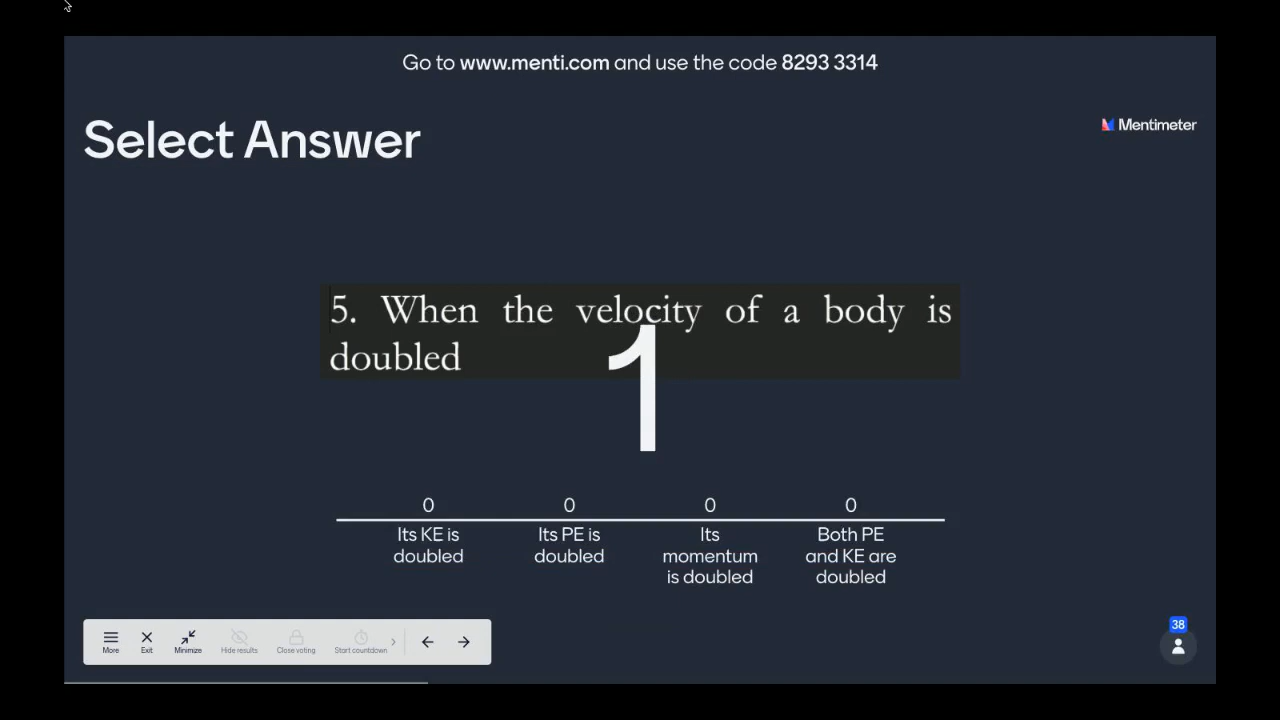 Go to www.menti.com and use the code 8293 3314
Select Answer
Mentimeter
5. When the velocity of a body is
doubled
1
0
0
0
0
Its KE is
doubled
Its PE is
doubled
Its
momentum
is doubled
Both PE
and KE are
doubled
More
Exit
Minimize
Hide results
Close voting
Start countdown
38